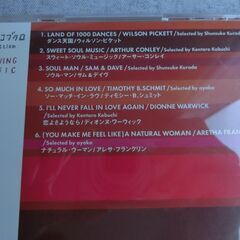 コブクロ
1. LAND OF 1000 DANCES / WILSON PICKETT / Selected by Shunsuke Kuroda
ダンス天国/ウィルソン・ピケット
2. SWEET SOUL MUSIC / ARTHUR CONLEY / Selected by Kentaro Kobuchi
スウィート・ソウル・ミュージック/アーサー・コンレイ
3. SOUL MAN / SAM & DAVE / Selected by Shunsuke Kuroda
ソウル・マン/サム&デイヴ
4. SO MUCH IN LOVE / TIMOTHY B.SCHMIT / Selected by ayaka
ソー・マッチ・イン・ラヴ/ティモシー・B.シュミット
5. I'LL NEVER FALL IN LOVE AGAIN / DIONNE WARWICK
/ Selected by Kentaro Kobuchi
恋よさようなら/ディオンヌ・ワーウィック
6. (YOU MAKE ME FEEL LIKE) A NATURAL WOMAN / ARETHA FRAN
/ Selected by ayaka
ナチュラル・ウーマン/アレサ・フランクリン